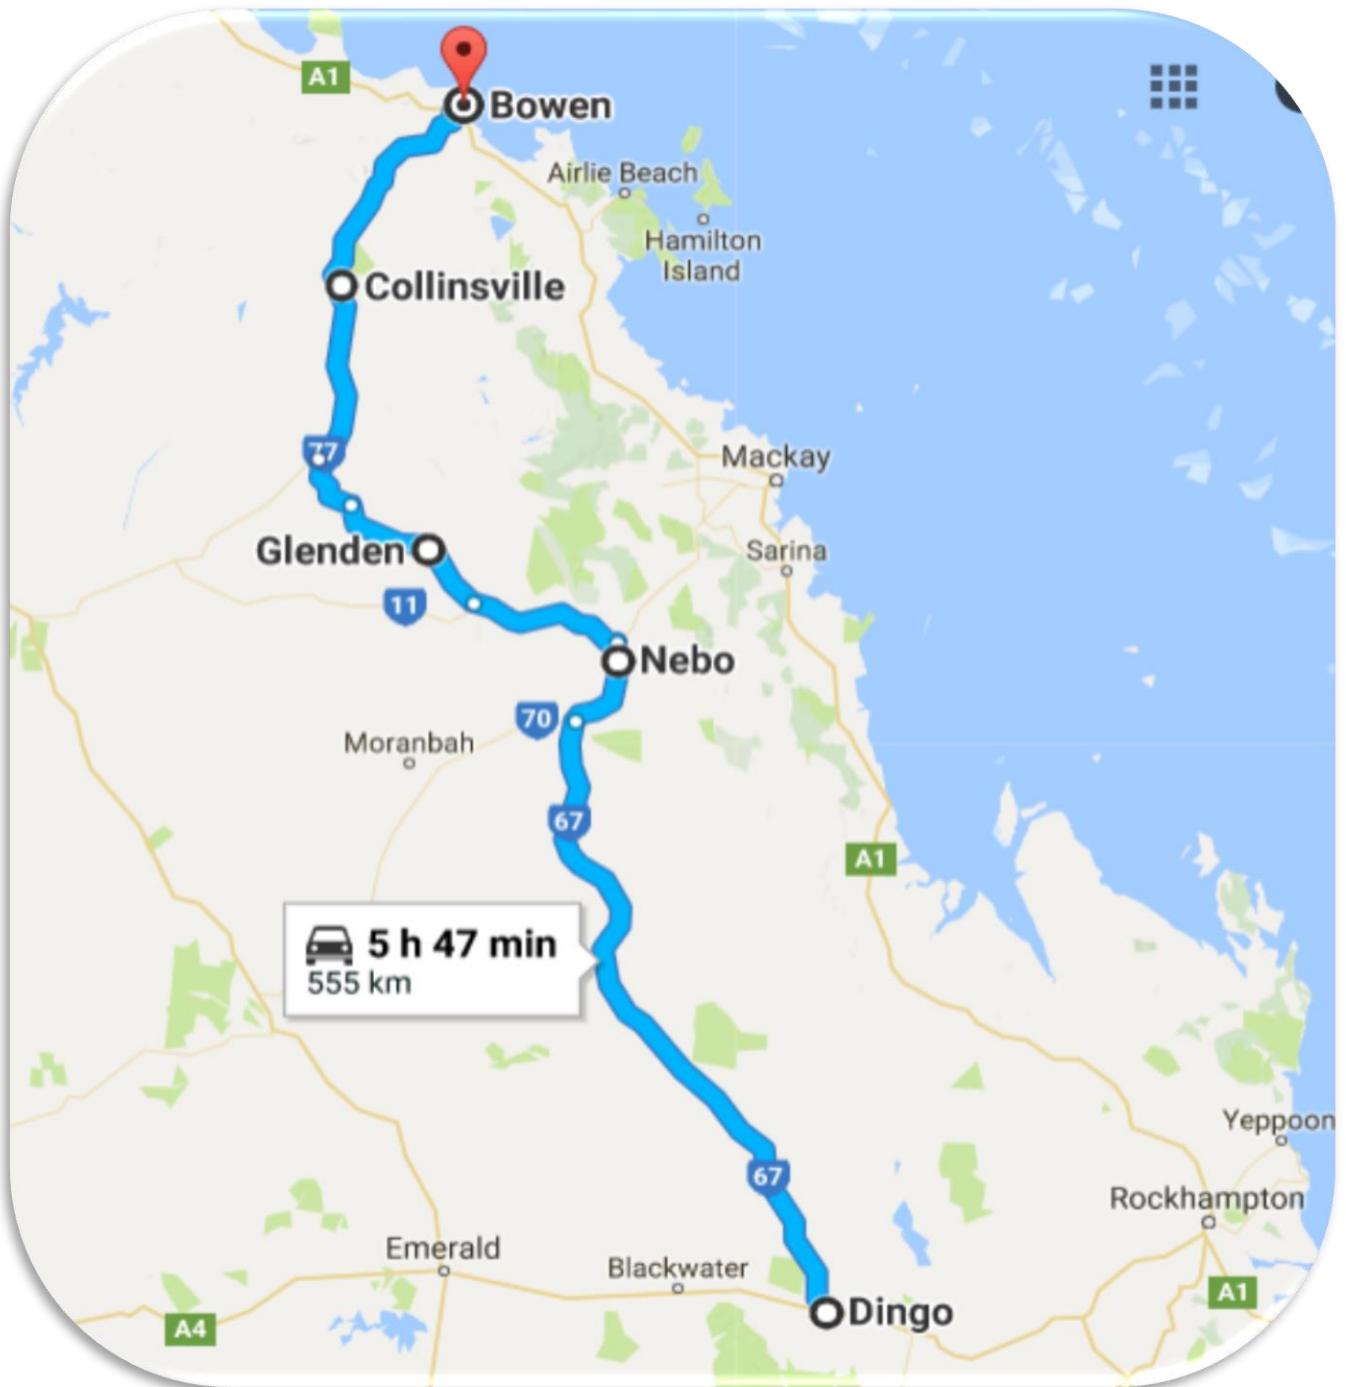 A1
Bowen
Airlie Beach
Hamilton
Island
Collinsville
77
Mackay
Glenden
Sarina
11
Nebo
70
Moranbah
67
A1
5 h 47 min
555 km
Yeppoon
67
Rockhampton
Emerald
Blackwater
A1
Dingo
A4